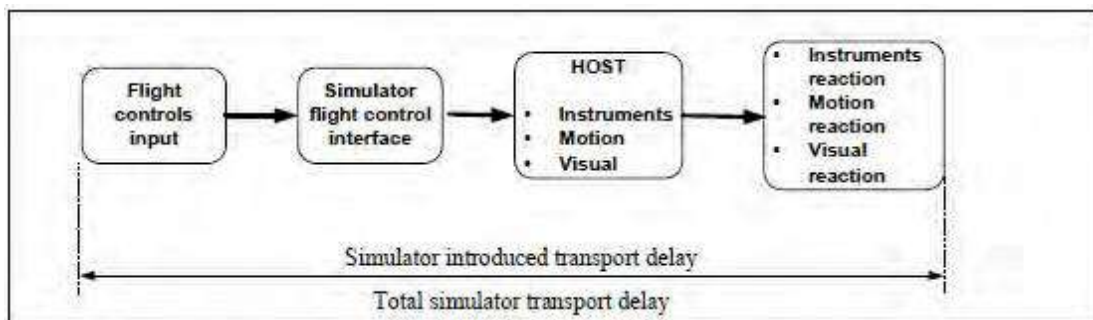 Flight
controls
input
Simulator
flight control
interface
HOST
• Instruments
• Motion
• Visual
• Instruments
reaction
• Motion
reaction
• Visual
reaction
Simulator introduced transport delay
Total simulator transport delay